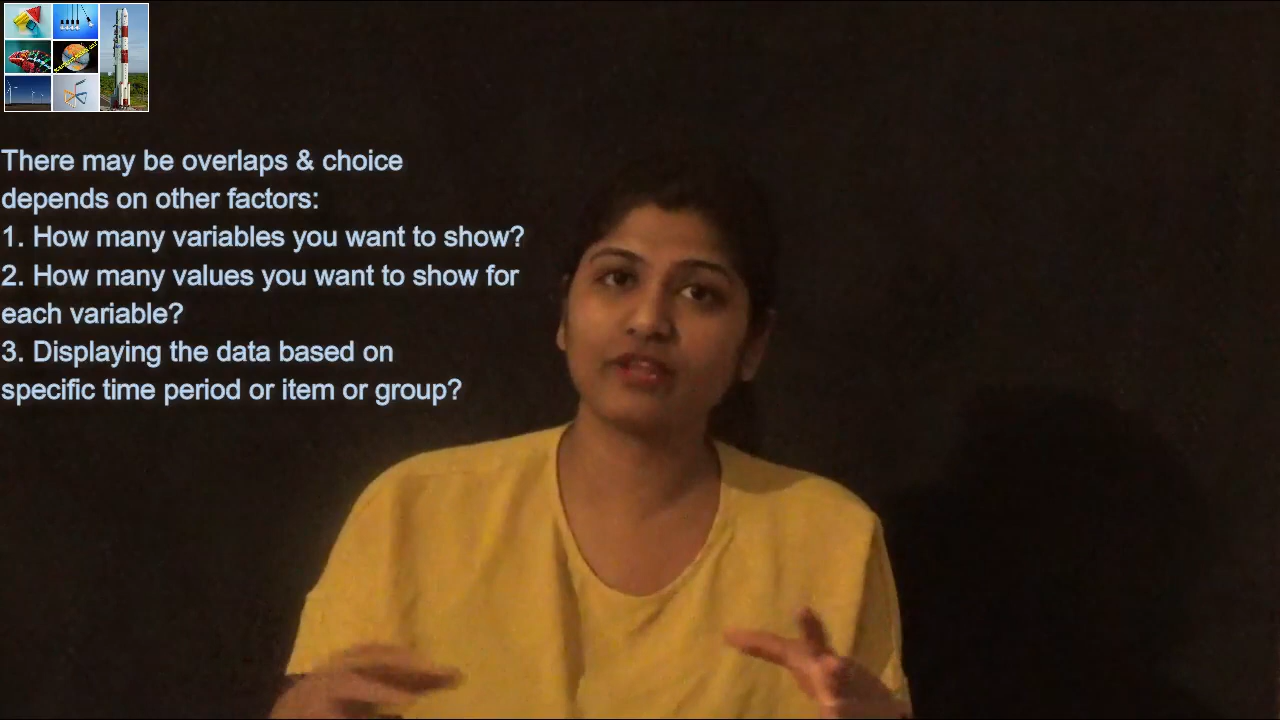 There may be overlaps & choice
depends on other factors:
1. How many variables you want to show?
2. How many values you want to show for
each variable?
3. Displaying the data based on
specific time period or item or group?